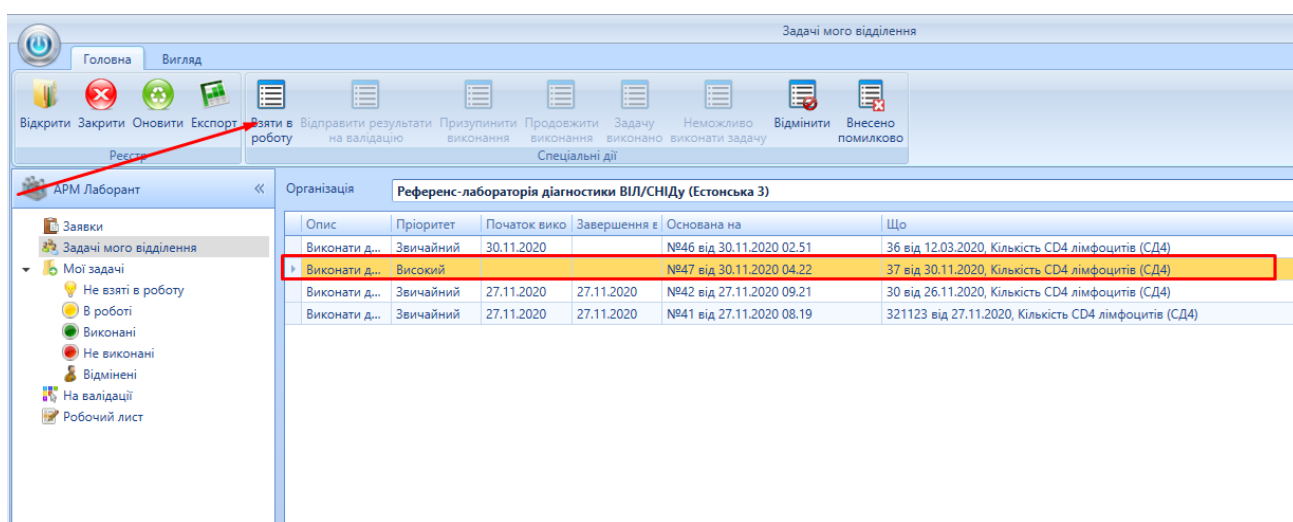 Задачі мого відділення
Головна Вигляд
Відкрити Закрити Оновити Експорт Взяти в роботу Відправити результати на валідацію Призупинити виконання Продовжити виконання Задачу виконано Неможливо виконати задачу Відмінити Внесено помилково
Реєстр Спеціальні дії
АРМ Лаборант «
Заявки
Задачі мого відділення
Мої задачі
Не взяті в роботу
В роботі
Виконані
Не виконані
Відмінені
На валідації
Робочий лист
Організація Референс-лабораторія діагностики ВІЛ/СНІДу (Естонська 3)
Опис Пріоритет Початок вико Завершення в Основана на Що
Виконати д... Звичайний 30.11.2020 №46 від 30.11.2020 02.51 36 від 12.03.2020, Кількість CD4 лімфоцитів (СД4)
Виконати д... Високий №47 від 30.11.2020 04.22 37 від 30.11.2020, Кількість CD4 лімфоцитів (СД4)
Виконати д... Звичайний 27.11.2020 27.11.2020 №42 від 27.11.2020 09.21 30 від 26.11.2020, Кількість CD4 лімфоцитів (СД4)
Виконати д... Звичайний 27.11.2020 27.11.2020 №41 від 27.11.2020 08.19 321123 від 27.11.2020, Кількість CD4 лімфоцитів (СД4)